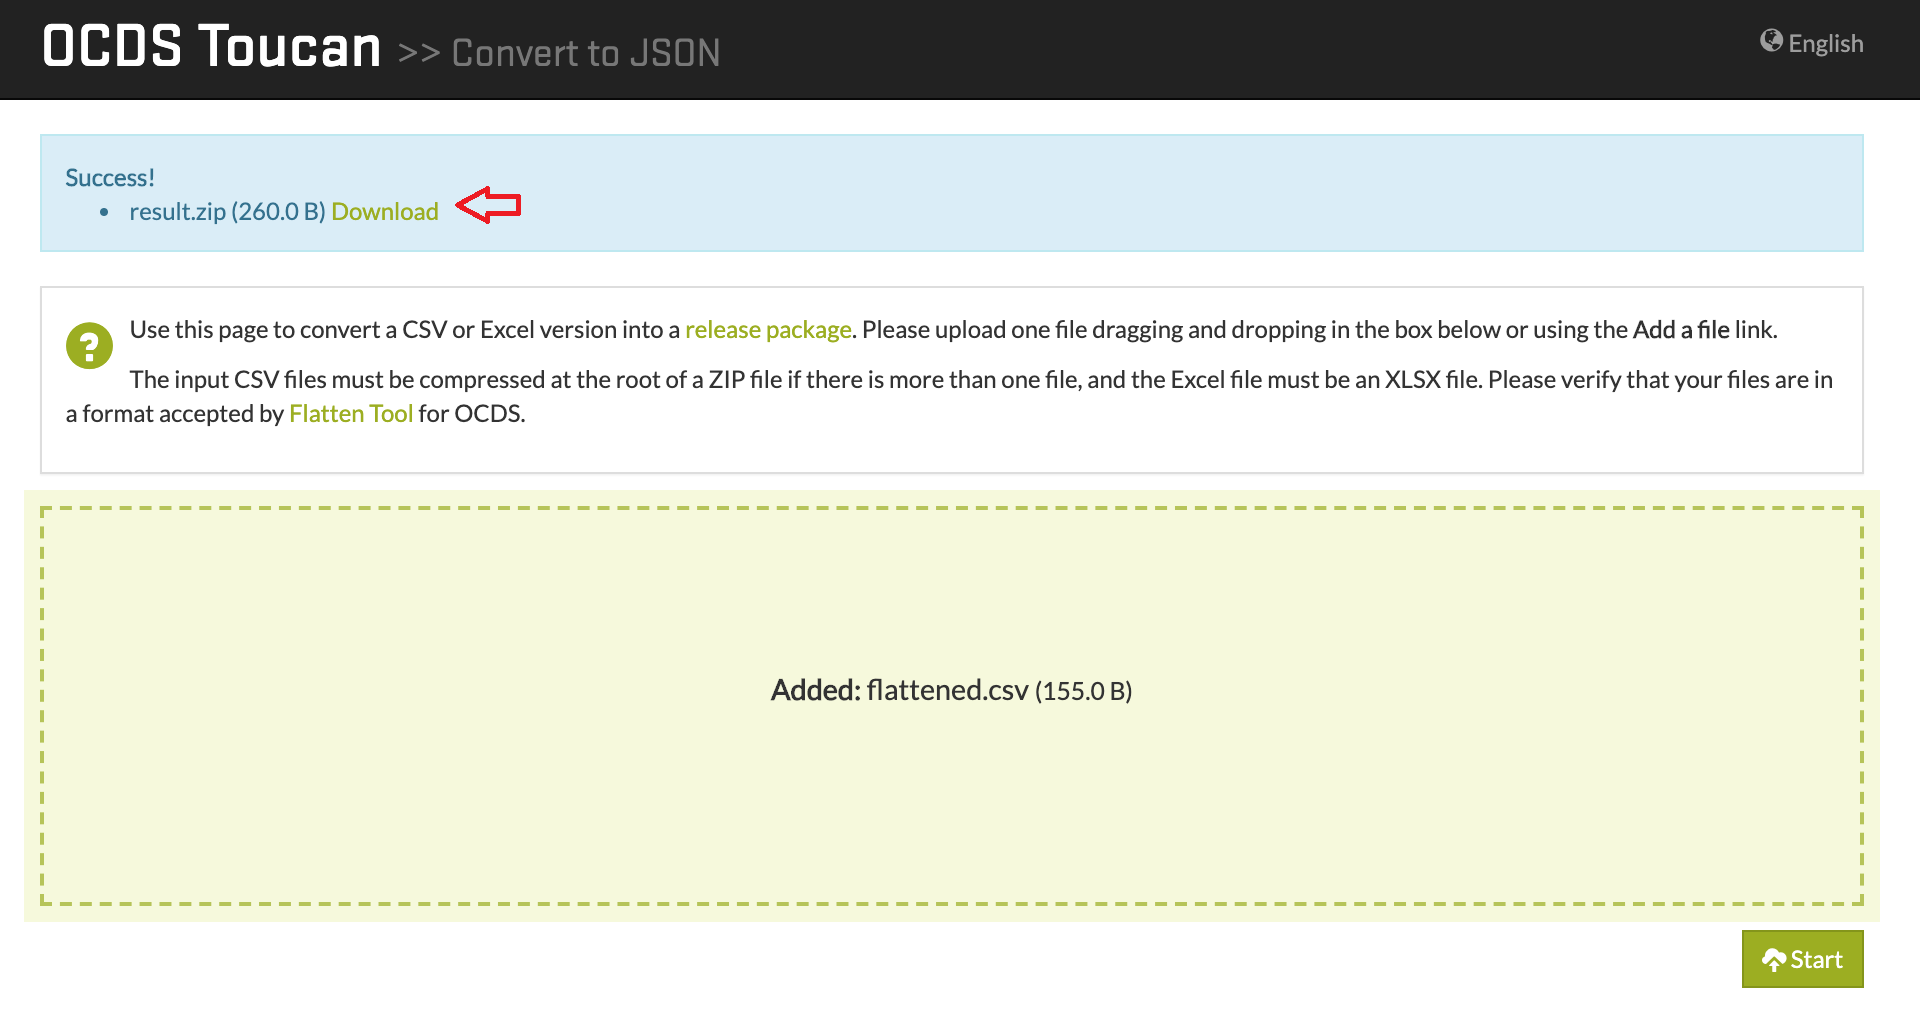 OCDS Toucan >> Convert to JSON
English
Success!
• result.zip (260.0 B) Download
? Use this page to convert a CSV or Excel version into a release package. Please upload one file dragging and dropping in the box below or using the Add a file link.
The input CSV files must be compressed at the root of a ZIP file if there is more than one file, and the Excel file must be an XLSX file. Please verify that your files are in
a format accepted by Flatten Tool for OCDS.
Added: flattened.csv (155.0 B)
Start